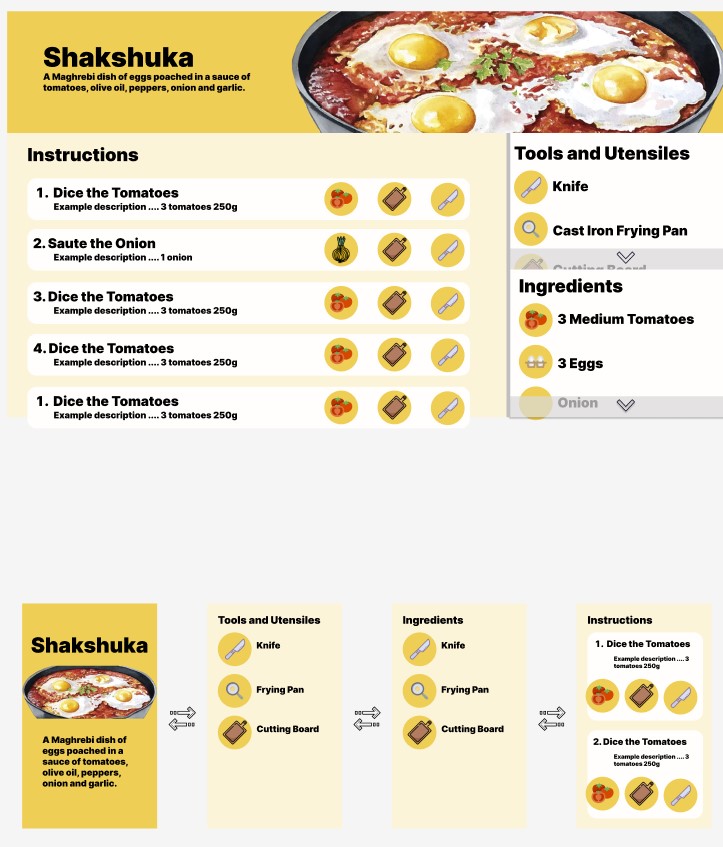 Shakshuka
A Maghrebi dish of eggs poached in a sauce of
tomatoes, olive oil, peppers, onion and garlic.
Instructions
1. Dice the Tomatoes
Example description .... 3 tomatoes 250g
2. Saute the Onion
Example description .... 1 onion
3. Dice the Tomatoes
Example description .... 3 tomatoes 250g
4. Dice the Tomatoes
Example description .... 3 tomatoes 250g
1. Dice the Tomatoes
Example description .... 3 tomatoes 250g
Tools and Utensiles
Knife
Cast Iron Frying Pan
Cutting Board
Ingredients
3 Medium Tomatoes
3 Eggs
Onion
Shakshuka
A Maghrebi dish of
eggs poached in a
sauce of tomatoes,
olive oil, peppers,
onion and garlic.
Tools and Utensiles
Knife
Frying Pan
Cutting Board
Ingredients
Knife
Frying Pan
Cutting Board
Instructions
1. Dice the Tomatoes
Example description .... 3
tomatoes 250g
2. Dice the Tomatoes
Example description .... 3
tomatoes 250g